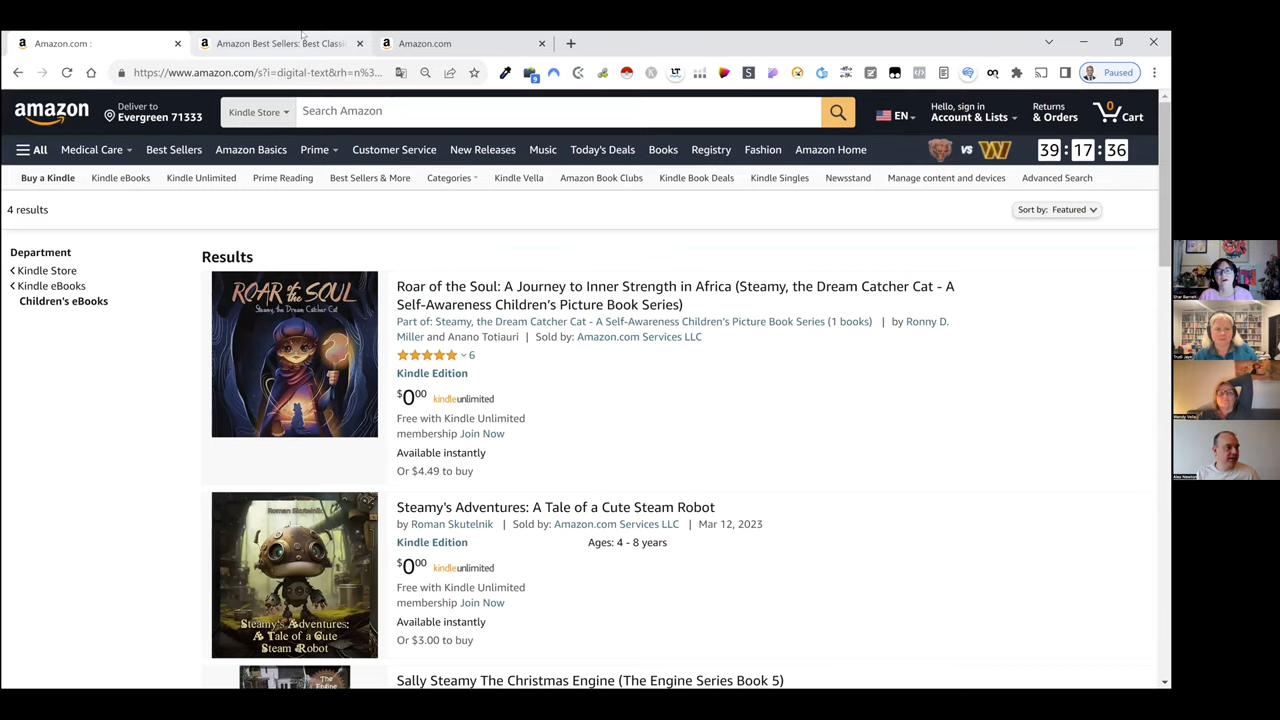 Amazon.com :
Amazon Best Sellers: Best Classi
Amazon.com
https://www.amazon.com/s?i=digital-text&rh=n%3...
Paused
amazon
Deliver to
Evergreen 71333
Kindle Store
Search Amazon
EN
Hello, sign in
Account & Lists
Returns
& Orders
0
Cart
All
Medical Care
Best Sellers
Amazon Basics
Prime
Customer Service
New Releases
Music
Today's Deals
Books
Registry
Fashion
Amazon Home
VS
39:17:36
Buy a Kindle
Kindle eBooks
Kindle Unlimited
Prime Reading
Best Sellers & More
Categories
Kindle Vella
Amazon Book Clubs
Kindle Book Deals
Kindle Singles
Newsstand
Manage content and devices
Advanced Search
4 results
Sort by: Featured
Department
Kindle Store
Kindle eBooks
Children's eBooks
Results
ROAR of the SOUL
Steamy, the Dream Catcher Cat
Roar of the Soul: A Journey to Inner Strength in Africa (Steamy, the Dream Catcher Cat - A
Self-Awareness Children's Picture Book Series)
Part of: Steamy, the Dream Catcher Cat - A Self-Awareness Children's Picture Book Series (1 books) | by Ronny D.
Miller and Anano Totiauri | Sold by: Amazon.com Services LLC
6
Kindle Edition
$000 kindleunlimited
Free with Kindle Unlimited
membership Join Now
Available instantly
Or $4.49 to buy
Roman Skutelnik
Steamy's Adventures:
A Tale of a Cute
Steam Robot
Steamy's Adventures: A Tale of a Cute Steam Robot
by Roman Skutelnik | Sold by: Amazon.com Services LLC | Mar 12, 2023
Kindle Edition
Ages: 4 - 8 years
$000 kindleunlimited
Free with Kindle Unlimited
membership Join Now
Available instantly
Or $3.00 to buy
Sally Steamy The Christmas Engine (The Engine Series Book 5)
Trudi Jaye
Wendy Vella
Alex Newton